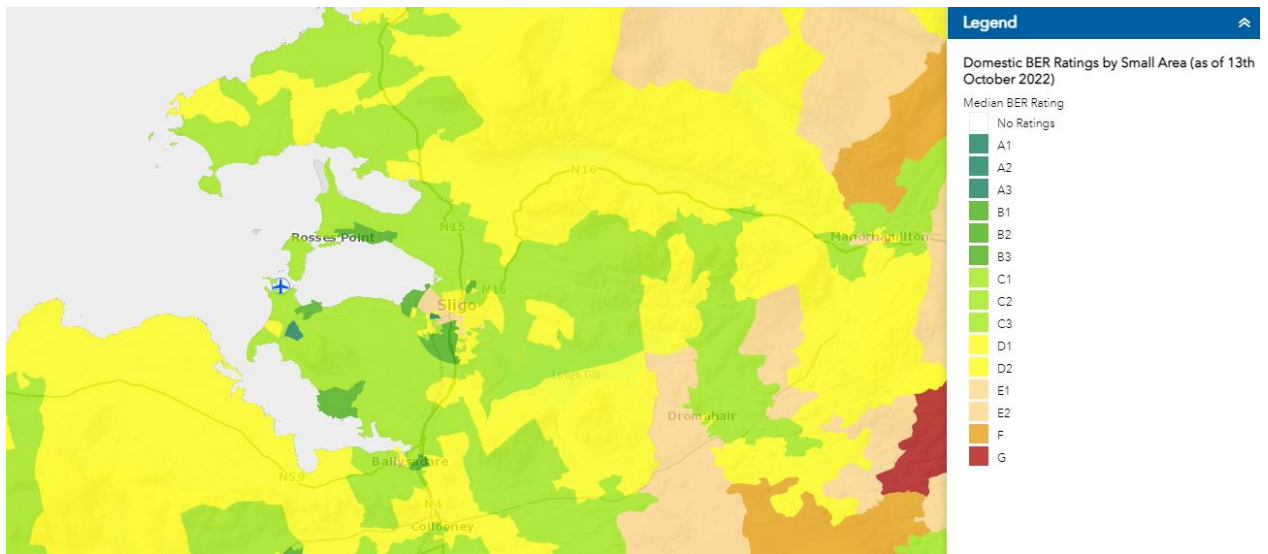 Legend
Domestic BER Ratings by Small Area (as of 13th
October 2022)
Median BER Rating
No Ratings
A1
A2
A3
B1
B2
B3
C1
C2
C3
D1
D2
E1
E2
F
G
N16
Rosses Point
N15
Manorhamilton
N16
Sligo
Lough Gill
Dromahair
Ballysadare
N59
N4
Collooney